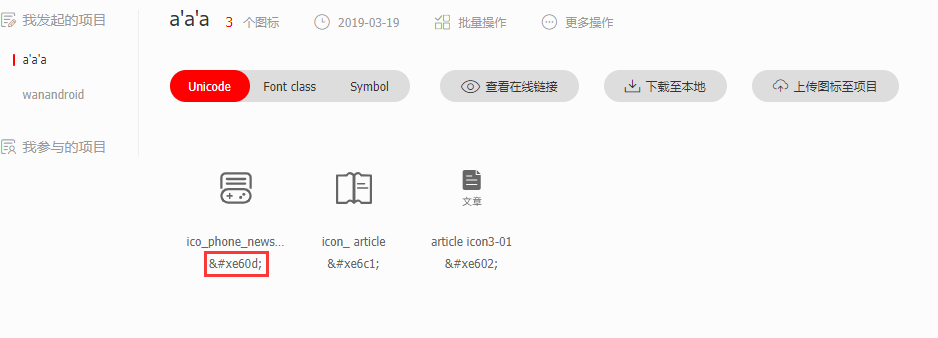 我发起的项目
a'a'a
wanandroid
我参与的项目
a'a'a 3 个图标 2019-03-19 批量操作 更多操作
Unicode Font class Symbol 查看在线链接 下载至本地 上传图标至项目
文章
ico_phone_news... icon_ article article icon3-01
&#xe60d; &#xe6c1; &#xe602;